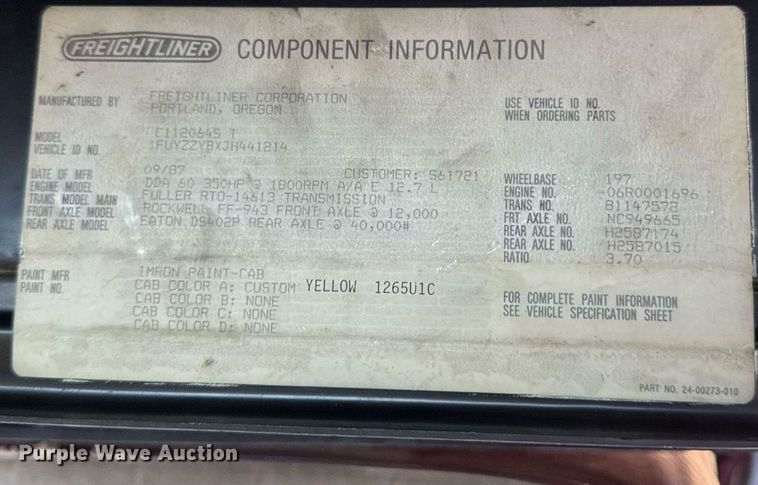 FREIGHTLINER COMPONENT INFORMATION
MANUFACTURED BY FREIGHTLINER CORPORATION
PORTLAND, OREGON
USE VEHICLE ID NO.
WHEN ORDERING PARTS
MODEL C1120645 T
VEHICLE ID NO. 1FUYZZYBXJH441214
DATE OF MFR 09/87 CUSTOMER: 561721
ENGINE MODEL DDA 60 350HP @ 1800RPM A/A E 12.7 L
TRANS MODEL MAIN FULLER RTO-14613 TRANSMISSION
FRONT AXLE MODEL ROCKWELL FF-943 FRONT AXLE @ 12,000
REAR AXLE MODEL EATON DS402P REAR AXLE @ 40,000#
WHEELBASE 197
ENGINE NO. 06R0001696
TRANS NO. B1147572
FRT AXLE NO. NC949665
REAR AXLE NO. H2587174
REAR AXLE NO. H2587015
RATIO 3.70
PAINT MFR IMRON PAINT-CAB
PAINT NO. CAB COLOR A: CUSTOM YELLOW 1265U1C
CAB COLOR B: NONE
CAB COLOR C: NONE
CAB COLOR D: NONE
FOR COMPLETE PAINT INFORMATION
SEE VEHICLE SPECIFICATION SHEET
PART NO. 24-00273-010
Purple Wave Auction